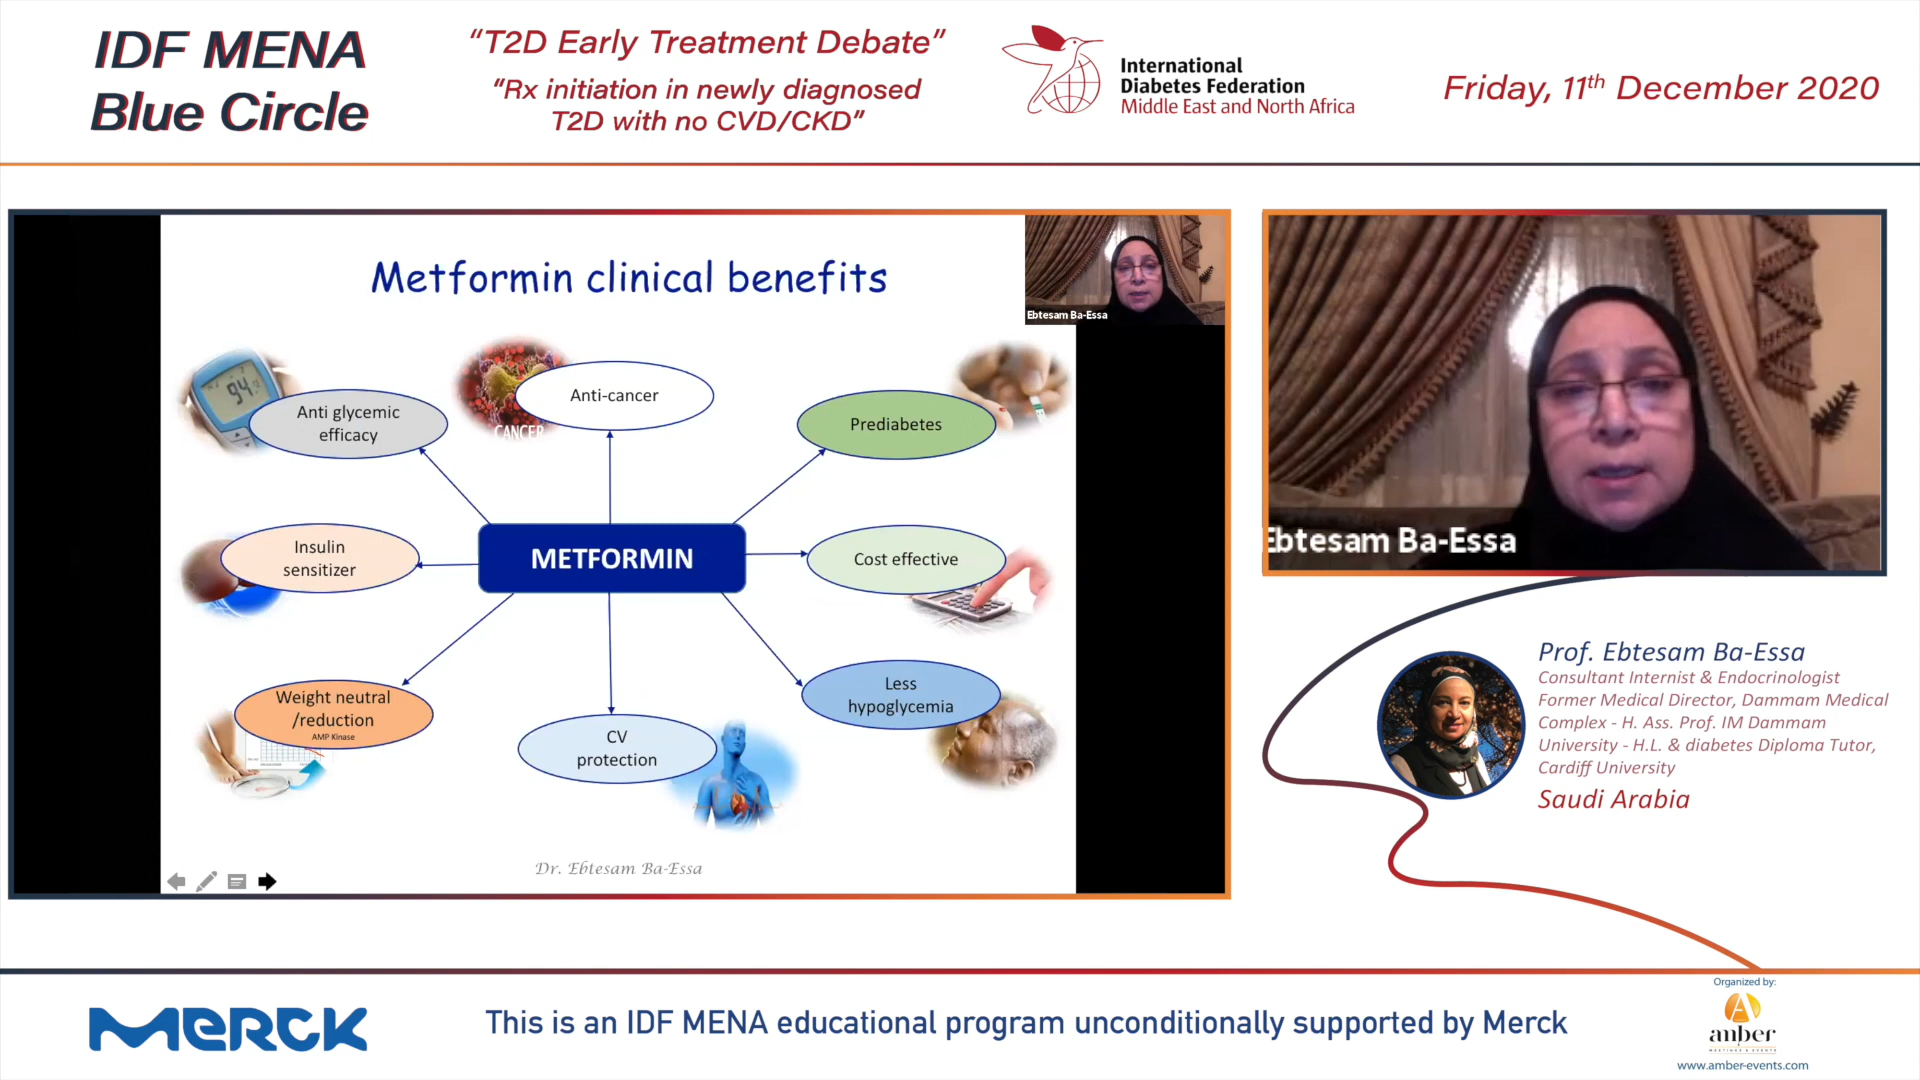 IDF MENA
Blue Circle
“T2D Early Treatment Debate”
“Rx initiation in newly diagnosed
T2D with no CVD/CKD”
International
Diabetes Federation
Middle East and North Africa
Friday, 11th December 2020
Metformin clinical benefits
Ebtesam Ba-Essa
94
Anti glycemic
efficacy
CANCER
Anti-cancer
Prediabetes
Insulin
sensitizer
METFORMIN
Cost effective
Weight neutral
/reduction
AMP Kinase
CV
protection
Less
hypoglycemia
Dr. Ebtesam Ba-Essa
Ebtesam Ba-Essa
Prof. Ebtesam Ba-Essa
Consultant Internist & Endocrinologist
Former Medical Director, Dammam Medical
Complex - H. Ass. Prof. IM Dammam
University - H.L. & diabetes Diploma Tutor,
Cardiff University
Saudi Arabia
MERCK
This is an IDF MENA educational program unconditionally supported by Merck
Organized by:
amber
MEETINGS & EVENTS
www.amber-events.com